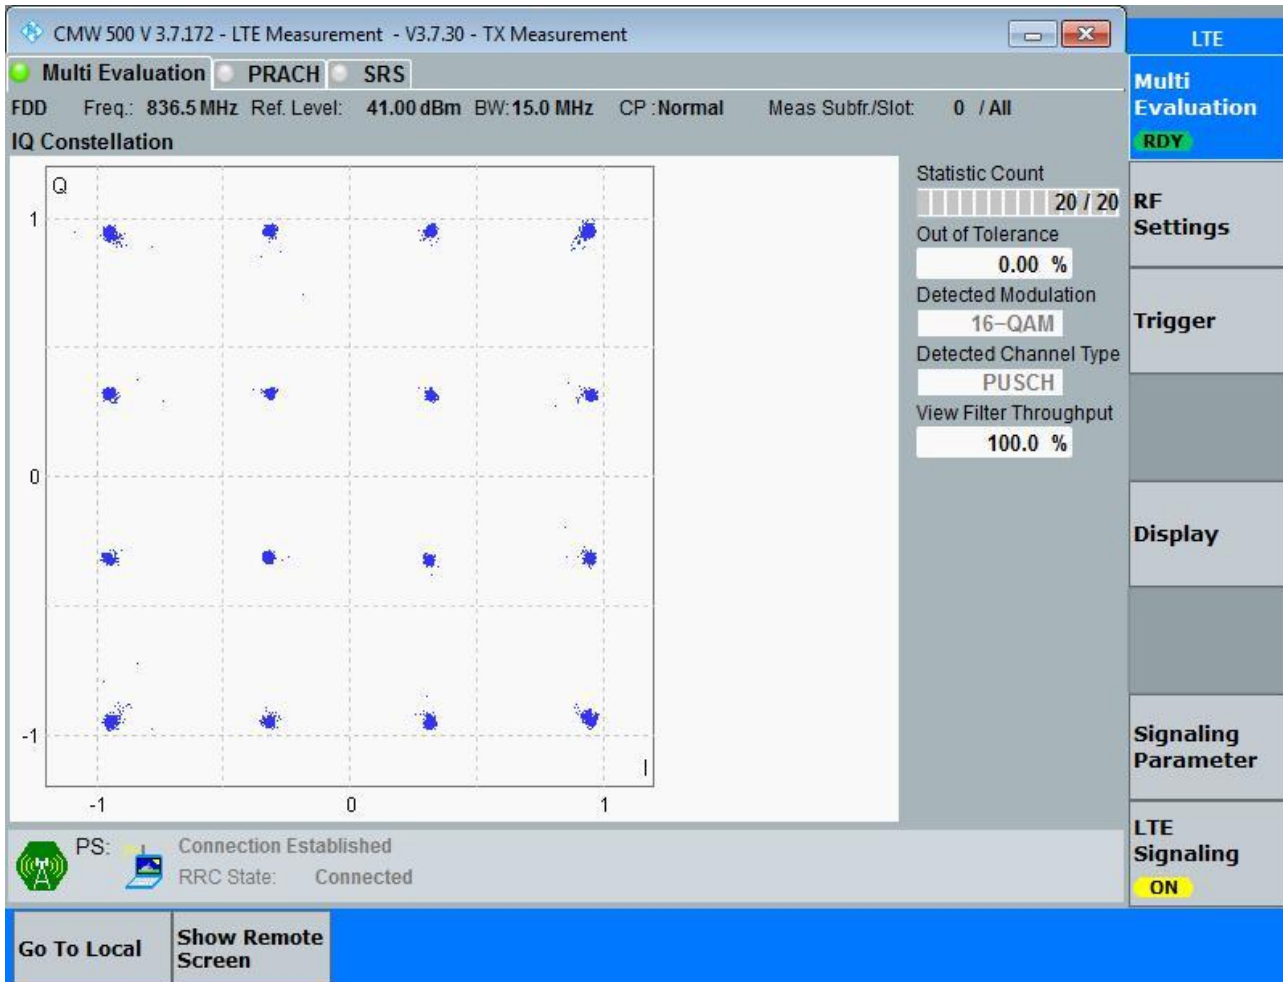 CMW 500 V 3.7.172 - LTE Measurement - V3.7.30 - TX Measurement
Multi Evaluation PRACH SRS
FDD Freq.: 836.5 MHz Ref. Level: 41.00 dBm BW: 15.0 MHz CP : Normal Meas Subfr./Slot: 0 / All
IQ Constellation
Q
1
0
-1
I
-1 0 1
Statistic Count
20 / 20
Out of Tolerance
0.00 %
Detected Modulation
16-QAM
Detected Channel Type
PUSCH
View Filter Throughput
100.0 %
PS: Connection Established
RRC State: Connected
LTE
Multi
Evaluation
RDY
RF
Settings
Trigger
Display
Signaling
Parameter
LTE
Signaling
ON
Go To Local
Show Remote
Screen